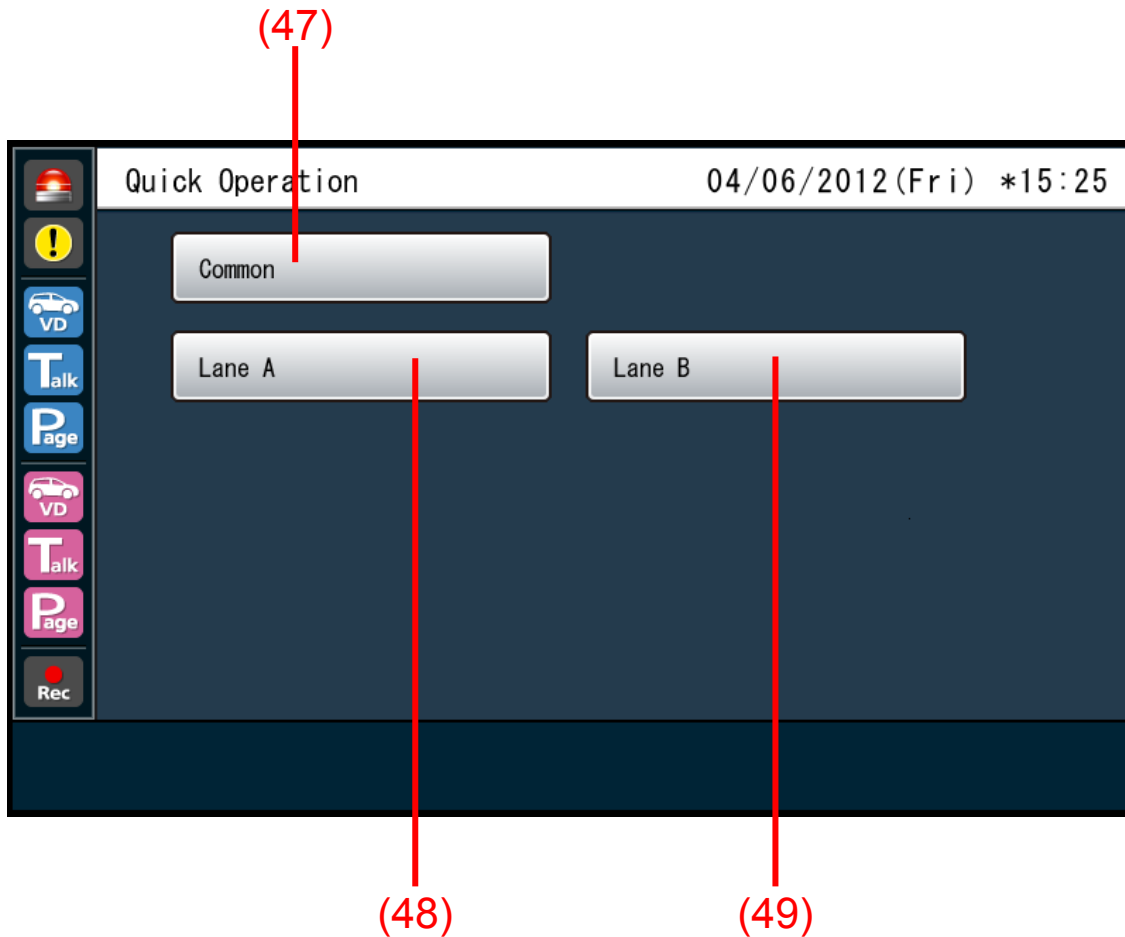 (47)
Quick Operation 04/06/2012(Fri) *15:25
!
Common
VD
Lane A Lane B
Talk
Page
VD
Talk
Page
Rec
(48) (49)